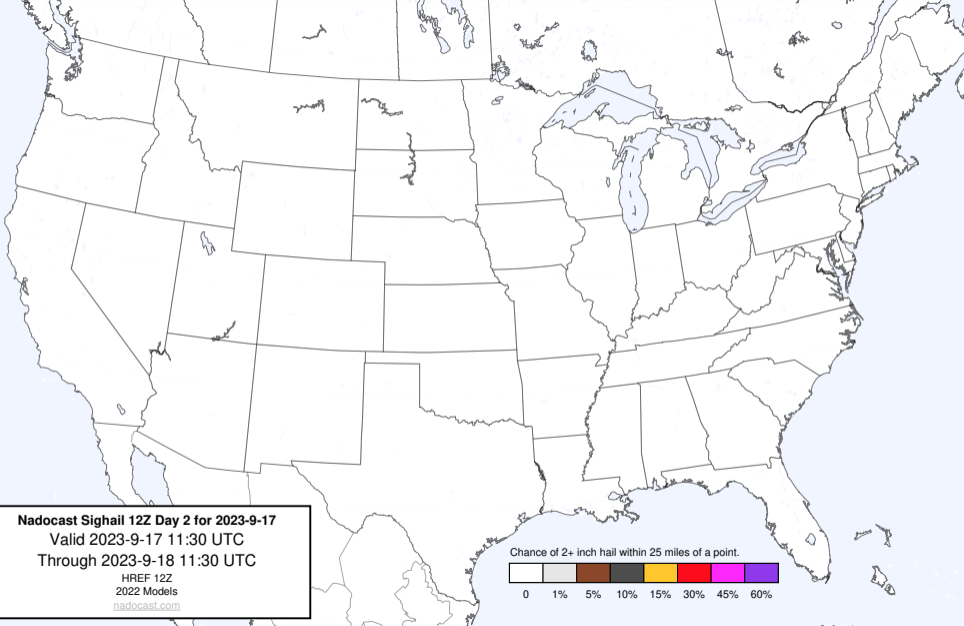 Nadocast Sighail 12Z Day 2 for 2023-9-17
Valid 2023-9-17 11:30 UTC
Through 2023-9-18 11:30 UTC
HREF 12Z
2022 Models
nadocast.com
Chance of 2+ inch hail within 25 miles of a point.
0 1% 5% 10% 15% 30% 45% 60%